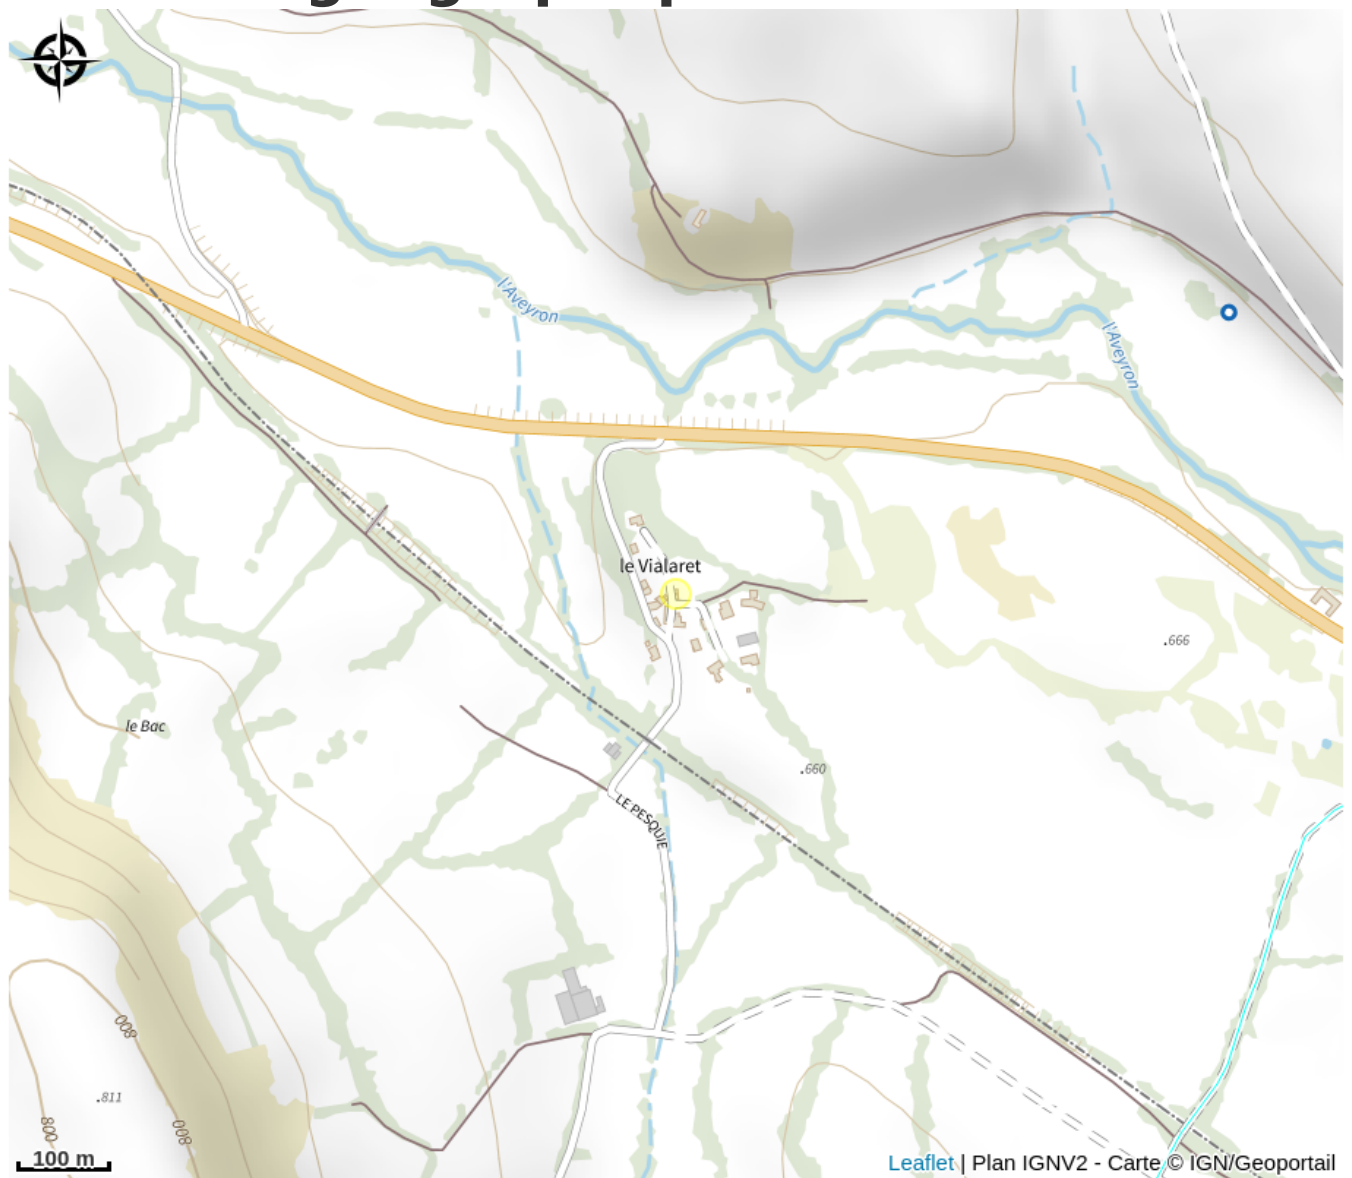 l'Aveyron
l'Aveyron
le Vialaret
.666
le Bac
.660
LE PESQUIE
800
.811
800
800
100 m
Leaflet | Plan IGNV2 - Carte © IGN/Geoportail